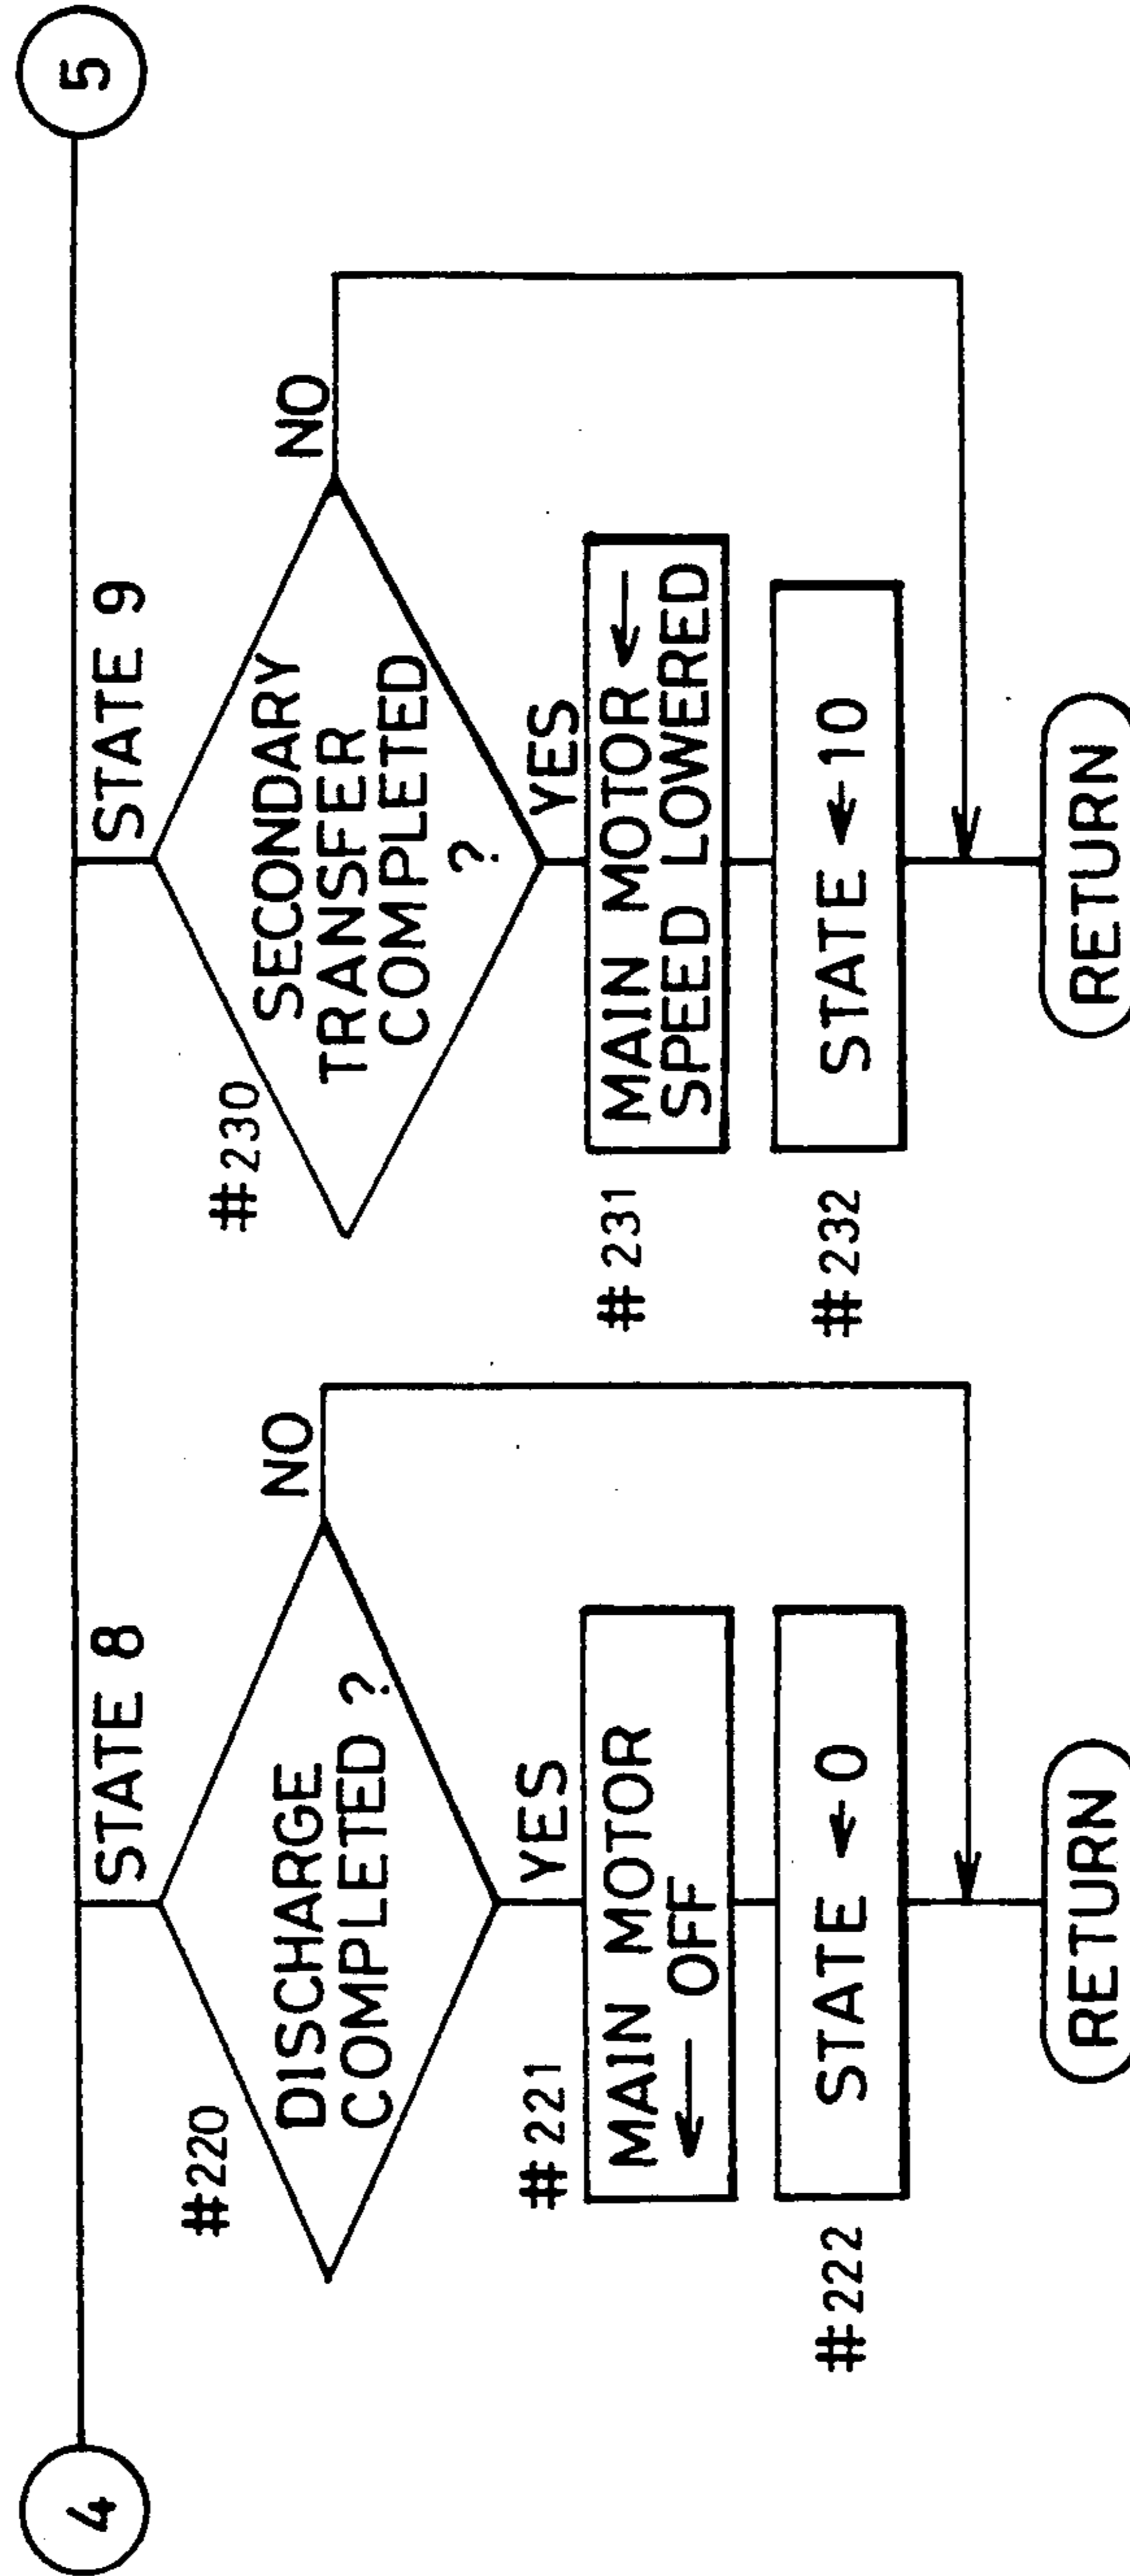 4
5
STATE 8
#220
DISCHARGE
COMPLETED ?
NO
YES
#221
MAIN MOTOR
← OFF
#222
STATE ← 0
RETURN
STATE 9
#230
SECONDARY
TRANSFER
COMPLETED
?
NO
YES
#231
MAIN MOTOR ←
SPEED LOWERED
#232
STATE ← 10
RETURN